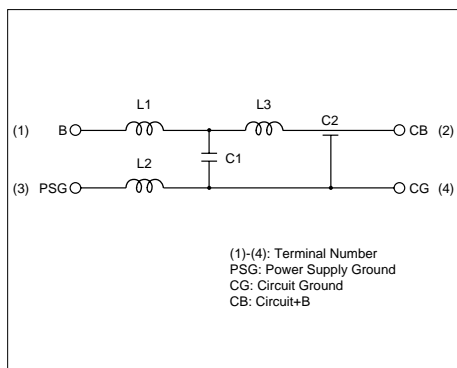 L1
L3
C2
(1) B
CB (2)
C1
L2
(3) PSG
CG (4)
(1)-(4): Terminal Number
PSG: Power Supply Ground
CG: Circuit Ground
CB: Circuit+B